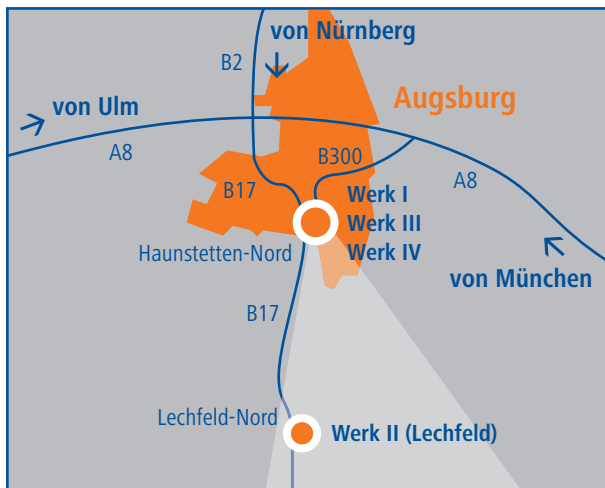 von Nürnberg
B2
von Ulm
Augsburg
A8
B300
B17
A8
Werk I
Werk III
Werk IV
Haunstetten-Nord
von München
B17
Lechfeld-Nord
Werk II (Lechfeld)